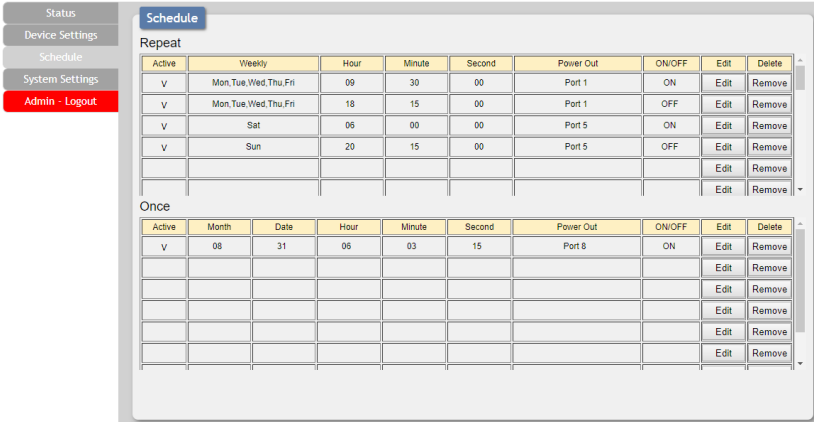 Status
Device Settings
Schedule
System Settings
Admin - Logout
Schedule
Repeat
Active Weekly Hour Minute Second Power Out ON/OFF Edit Delete
V Mon,Tue,Wed,Thu,Fri 09 30 00 Port 1 ON Edit Remove
V Mon,Tue,Wed,Thu,Fri 18 15 00 Port 1 OFF Edit Remove
V Sat 06 00 00 Port 5 ON Edit Remove
V Sun 20 15 00 Port 5 OFF Edit Remove
Edit Remove
Edit Remove
Once
Active Month Date Hour Minute Second Power Out ON/OFF Edit Delete
V 08 31 06 03 15 Port 8 ON Edit Remove
Edit Remove
Edit Remove
Edit Remove
Edit Remove
Edit Remove